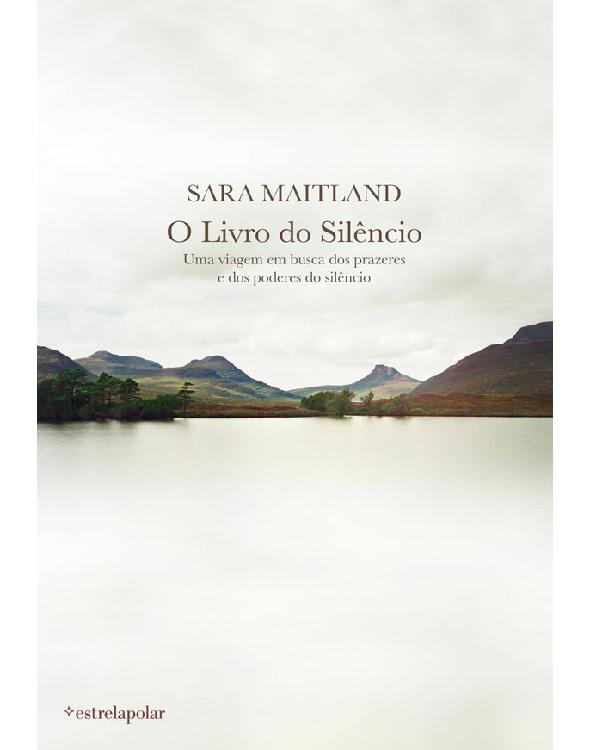 SARA MAITLAND
O Livro do Silêncio
Uma viagem em busca dos prazeres
e dos poderes do silêncio
estrelapolar